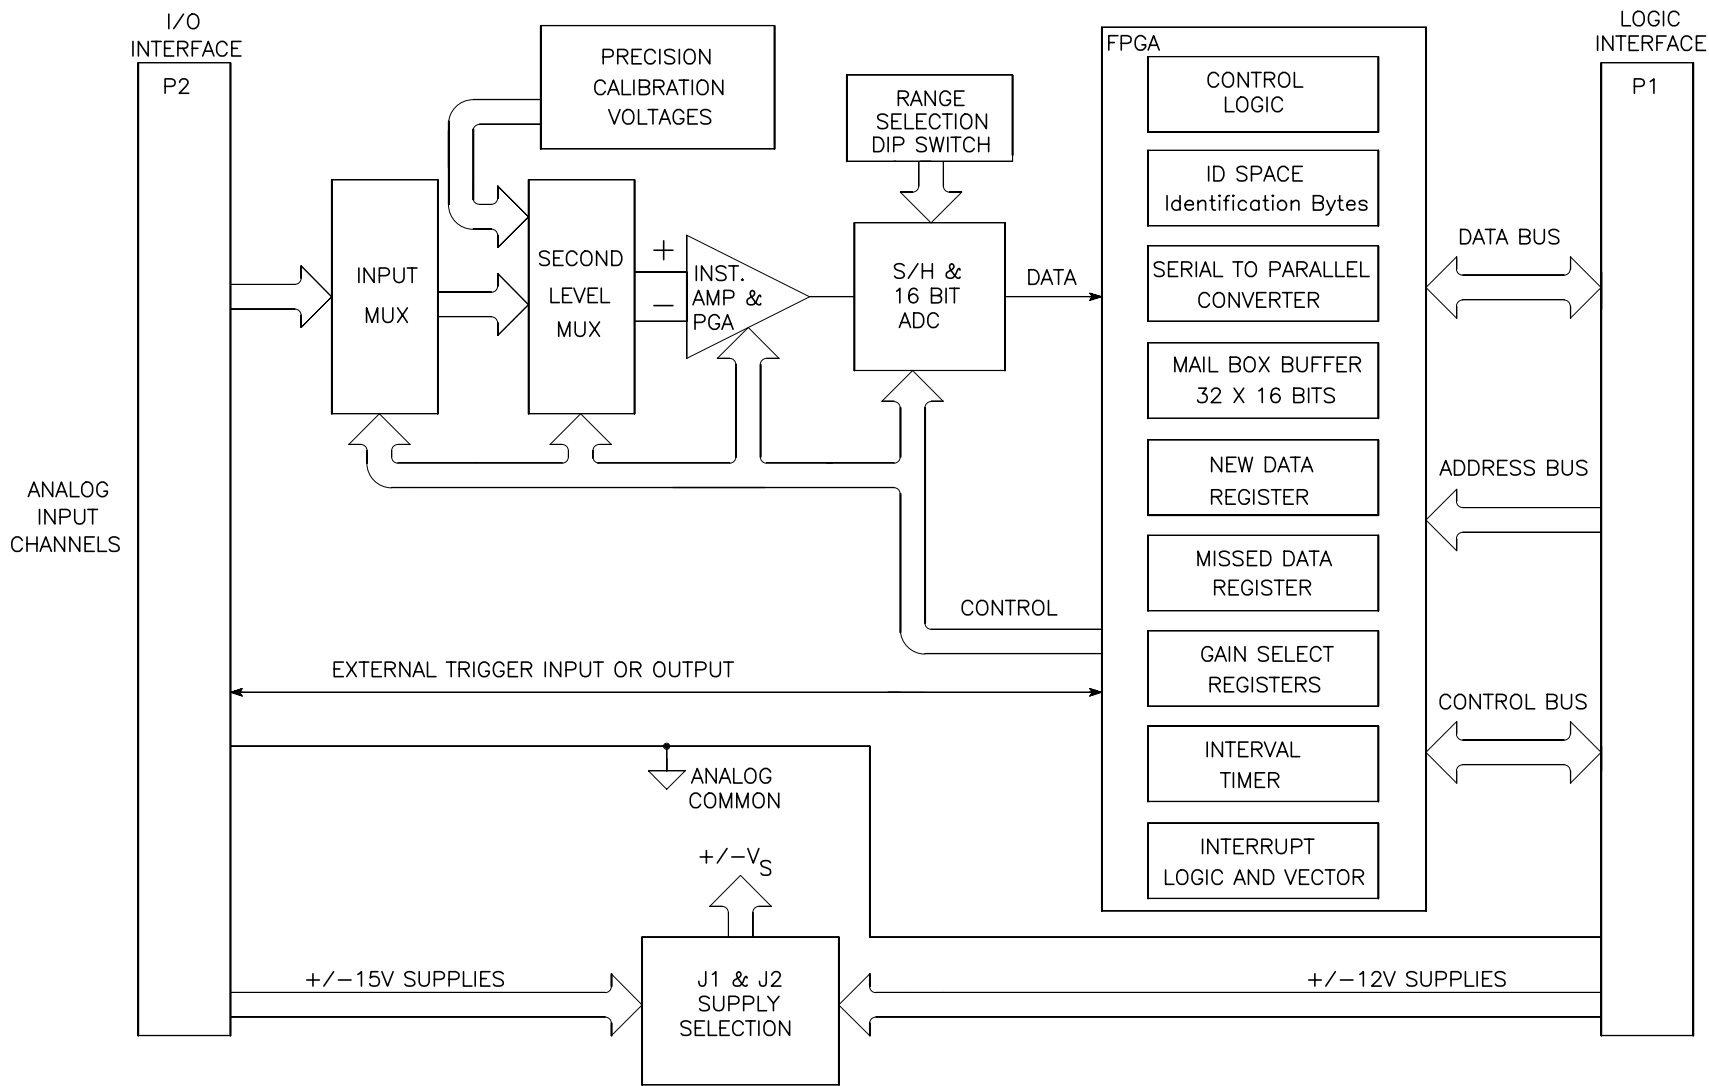 I/O
INTERFACE
P2
ANALOG
INPUT
CHANNELS
PRECISION
CALIBRATION
VOLTAGES
INPUT
MUX
SECOND
LEVEL
MUX
+
−
INST.
AMP &
PGA
RANGE
SELECTION
DIP SWITCH
S/H &
16 BIT
ADC
DATA
CONTROL
EXTERNAL TRIGGER INPUT OR OUTPUT
ANALOG
COMMON
+/−VS
J1 & J2
SUPPLY
SELECTION
+/−15V SUPPLIES
+/−12V SUPPLIES
FPGA
CONTROL
LOGIC
ID SPACE
Identification Bytes
SERIAL TO PARALLEL
CONVERTER
MAIL BOX BUFFER
32 X 16 BITS
NEW DATA
REGISTER
MISSED DATA
REGISTER
GAIN SELECT
REGISTERS
INTERVAL
TIMER
INTERRUPT
LOGIC AND VECTOR
DATA BUS
ADDRESS BUS
CONTROL BUS
LOGIC
INTERFACE
P1